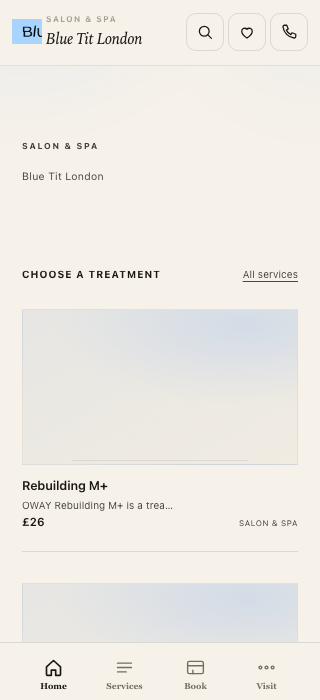 Blu
SALON & SPA
Blue Tit London
SALON & SPA
Blue Tit London
CHOOSE A TREATMENT
All services
Rebuilding M+
OWAY Rebuilding M+ is a trea...
£26
SALON & SPA
Home
Services
Book
Visit